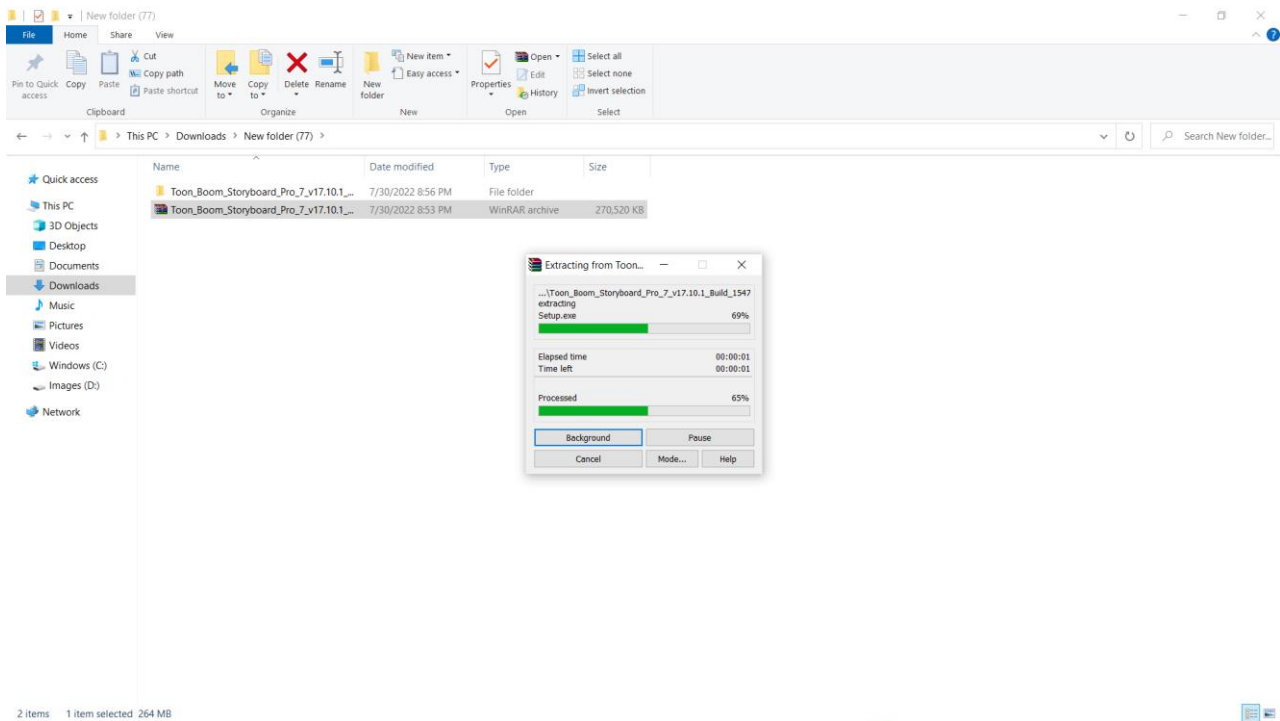 New folder (77)
File Home Share View
Pin to Quick access
Copy
Paste
Cut
Copy path
Paste shortcut
Move to
Copy to
Delete
Rename
New folder
New item
Easy access
Properties
Open
Edit
History
Select all
Select none
Invert selection
Clipboard Organize New Open Select
This PC > Downloads > New folder (77) >
Search New folder...
Name Date modified Type Size
Toon_Boom_Storyboard_Pro_7_v17.10.1_... 7/30/2022 8:56 PM File folder
Toon_Boom_Storyboard_Pro_7_v17.10.1_... 7/30/2022 8:53 PM WinRAR archive 270,520 KB
Quick access
This PC
3D Objects
Desktop
Documents
Downloads
Music
Pictures
Videos
Windows (C:)
Images (D:)
Network
Extracting from Toon...
...\Toon_Boom_Storyboard_Pro_7_v17.10.1_Build_1547
extracting
Setup.exe 69%
Elapsed time 00:00:01
Time left 00:00:01
Processed 65%
Background Pause
Cancel Mode... Help
2 items 1 item selected 264 MB